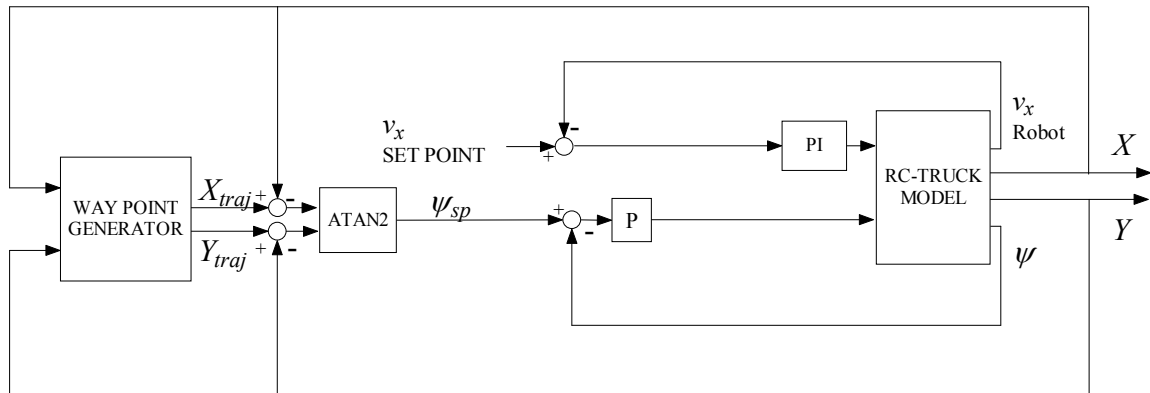 WAY POINT
GENERATOR
X_traj
Y_traj
+
-
+
-
ATAN2
ψ_sp
v_x
SET POINT
+
-
+
-
P
PI
RC-TRUCK
MODEL
v_x
Robot
X
Y
ψ